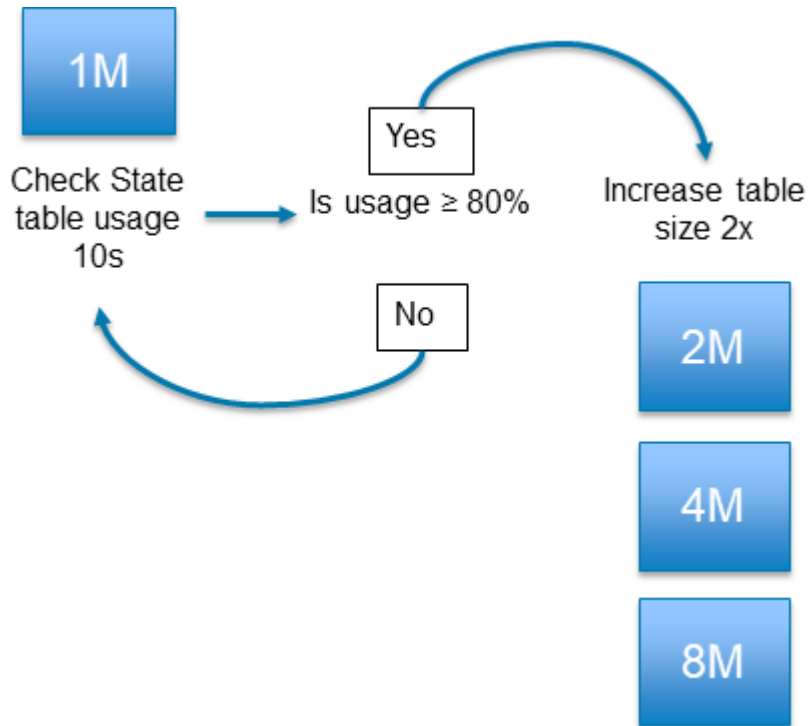 1M
Check State
table usage
10s
Yes
Is usage ≥ 80%
No
Increase table
size 2x
2M
4M
8M